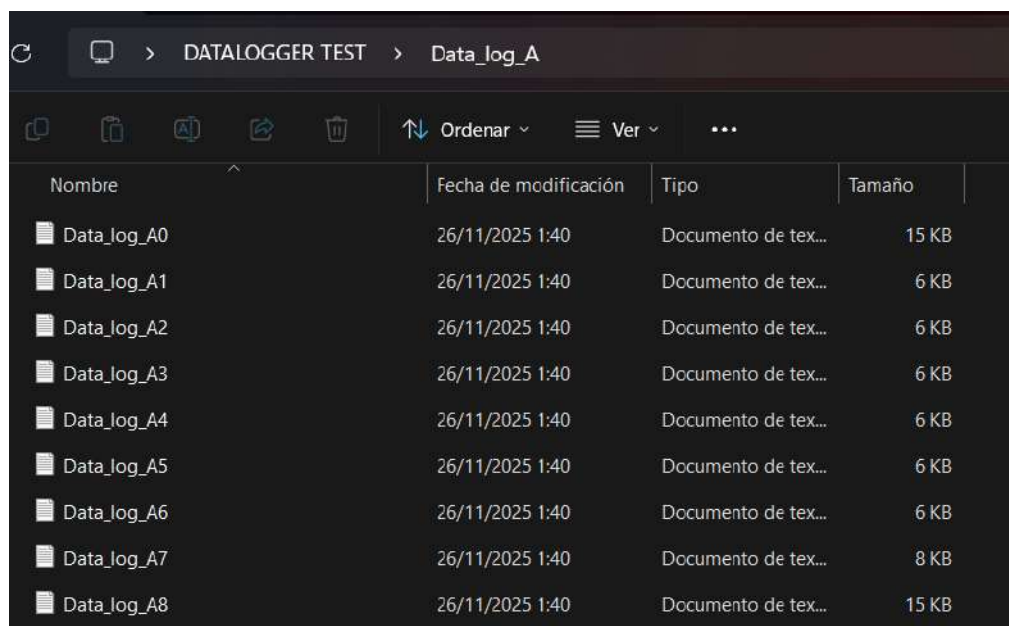 DATALOGGER TEST > Data_log_A
Ordenar Ver ...
Nombre Fecha de modificación Tipo Tamaño
Data_log_A0 26/11/2025 1:40 Documento de tex... 15 KB
Data_log_A1 26/11/2025 1:40 Documento de tex... 6 KB
Data_log_A2 26/11/2025 1:40 Documento de tex... 6 KB
Data_log_A3 26/11/2025 1:40 Documento de tex... 6 KB
Data_log_A4 26/11/2025 1:40 Documento de tex... 6 KB
Data_log_A5 26/11/2025 1:40 Documento de tex... 6 KB
Data_log_A6 26/11/2025 1:40 Documento de tex... 6 KB
Data_log_A7 26/11/2025 1:40 Documento de tex... 8 KB
Data_log_A8 26/11/2025 1:40 Documento de tex... 15 KB